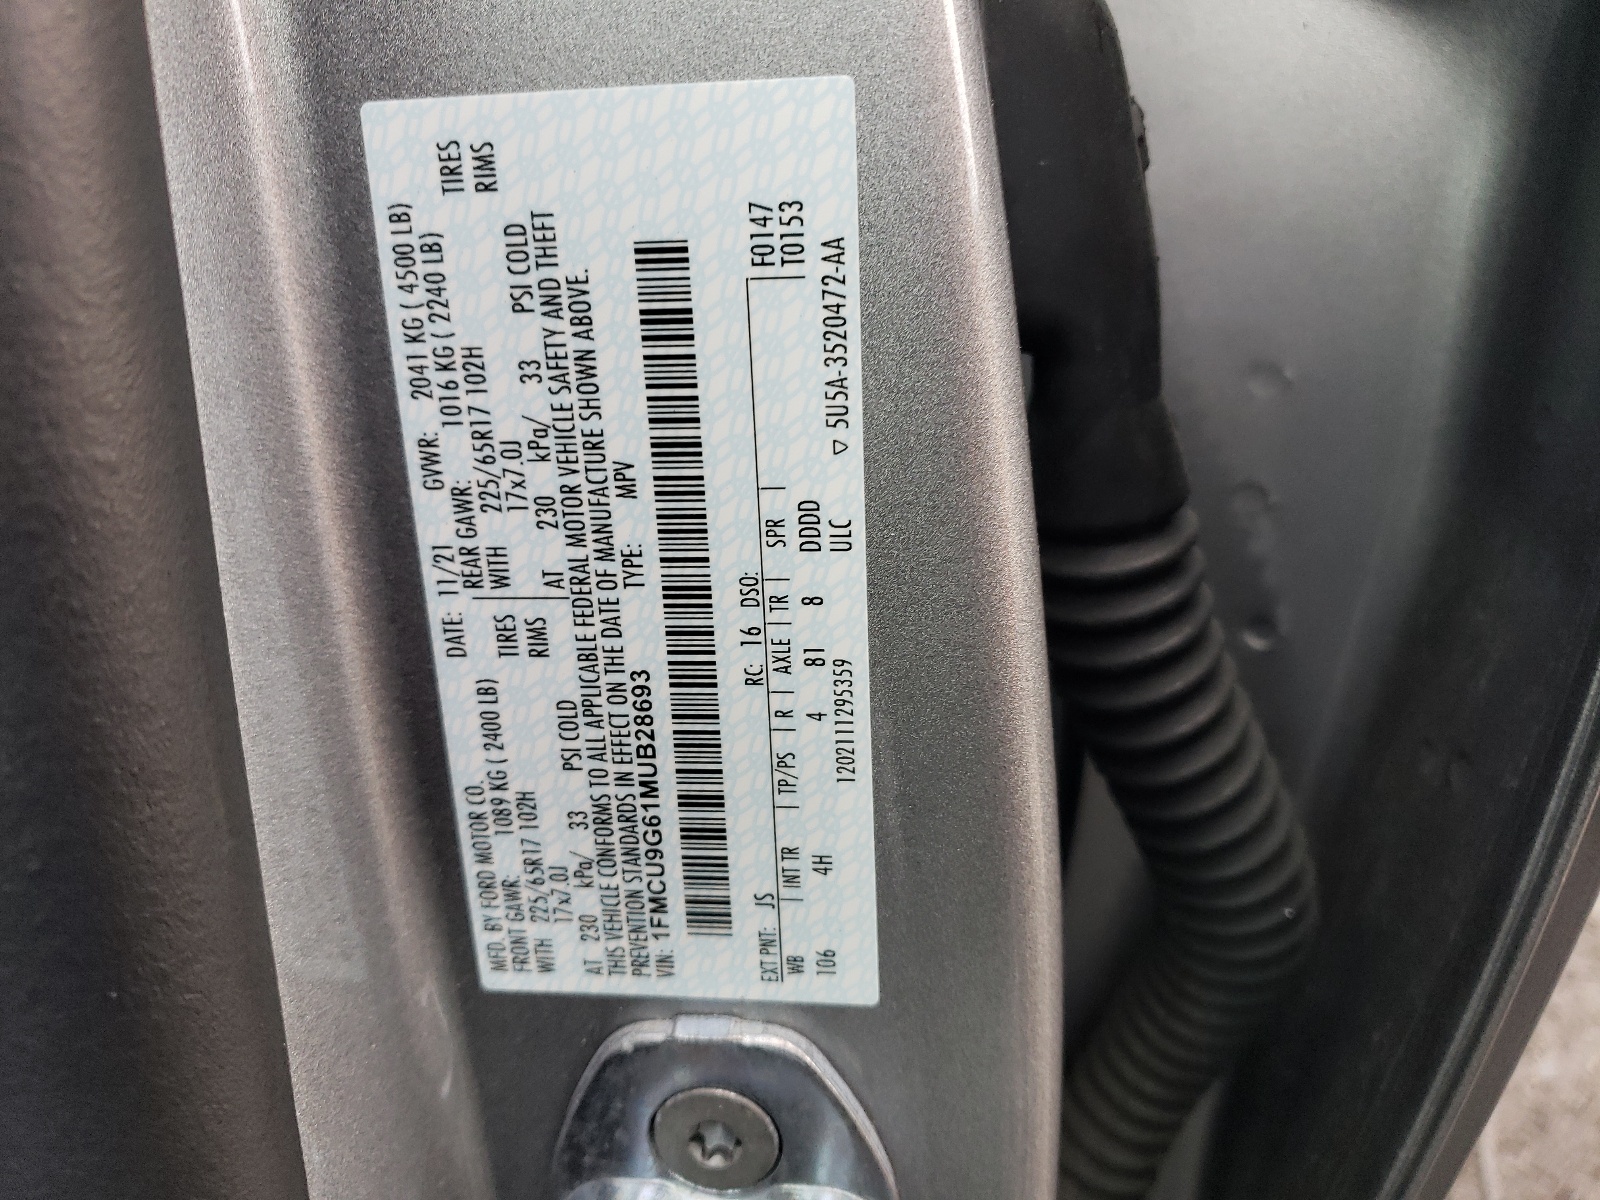 MFD. BY FORD MOTOR CO. DATE: 11/21 GVWR: 2041 KG ( 4500 LB)
FRONT GAWR: 1089 KG ( 2400 LB) REAR GAWR: 1016 KG ( 2240 LB)
WITH 225/65R17 102H TIRES WITH 225/65R17 102H TIRES
17x7.0J RIMS 17x7.0J RIMS
AT 230 kPa/ 33 PSI COLD AT 230 kPa/ 33 PSI COLD
THIS VEHICLE CONFORMS TO ALL APPLICABLE FEDERAL MOTOR VEHICLE SAFETY AND THEFT
PREVENTION STANDARDS IN EFFECT ON THE DATE OF MANUFACTURE SHOWN ABOVE.
VIN: 1FMCU9G61MUB28693 TYPE: MPV
EXT PNT: JS RC: 16 DSO: F0147
WB | INT TR | TP/PS | R | AXLE | TR | SPR | T0153
106 4H 4 81 8 DDDD
1202111295359 ULC ▽ 5U5A-3520472-AA